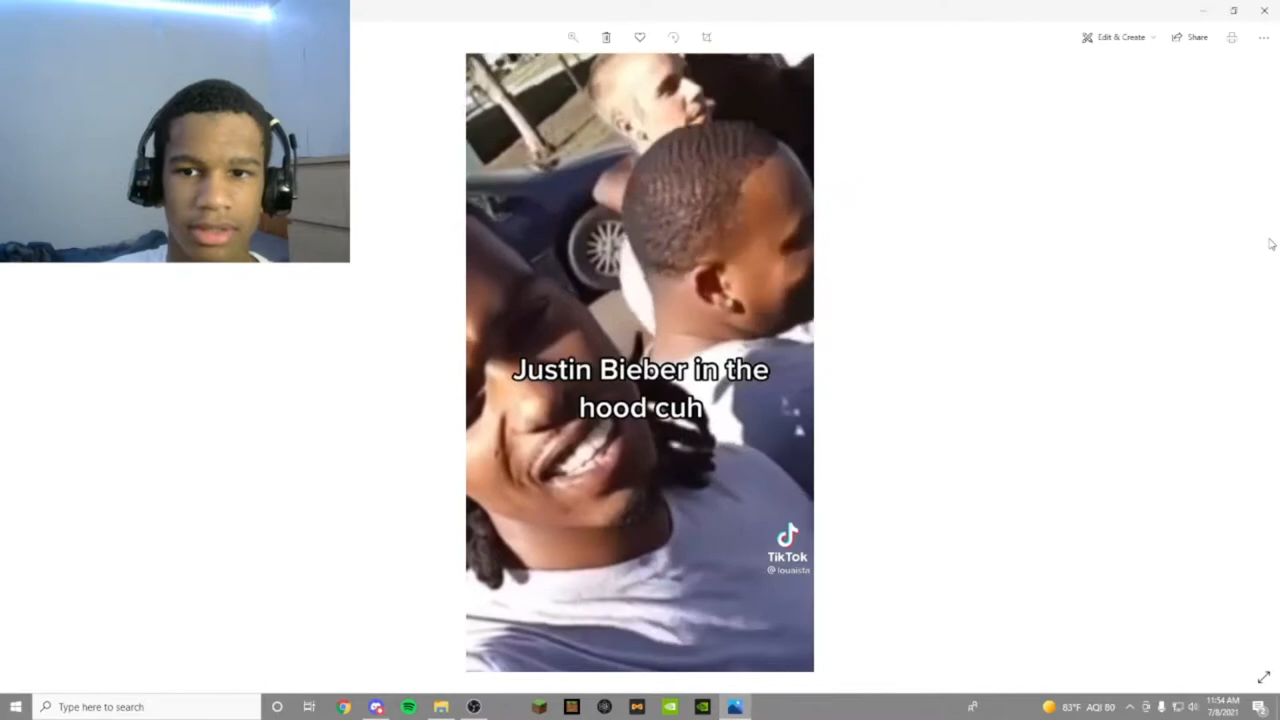 Edit & Create
Share
Justin Bieber in the
hood cuh
TikTok
@louaista
Type here to search
83°F AQI 80
11:54 AM
7/8/2021
2